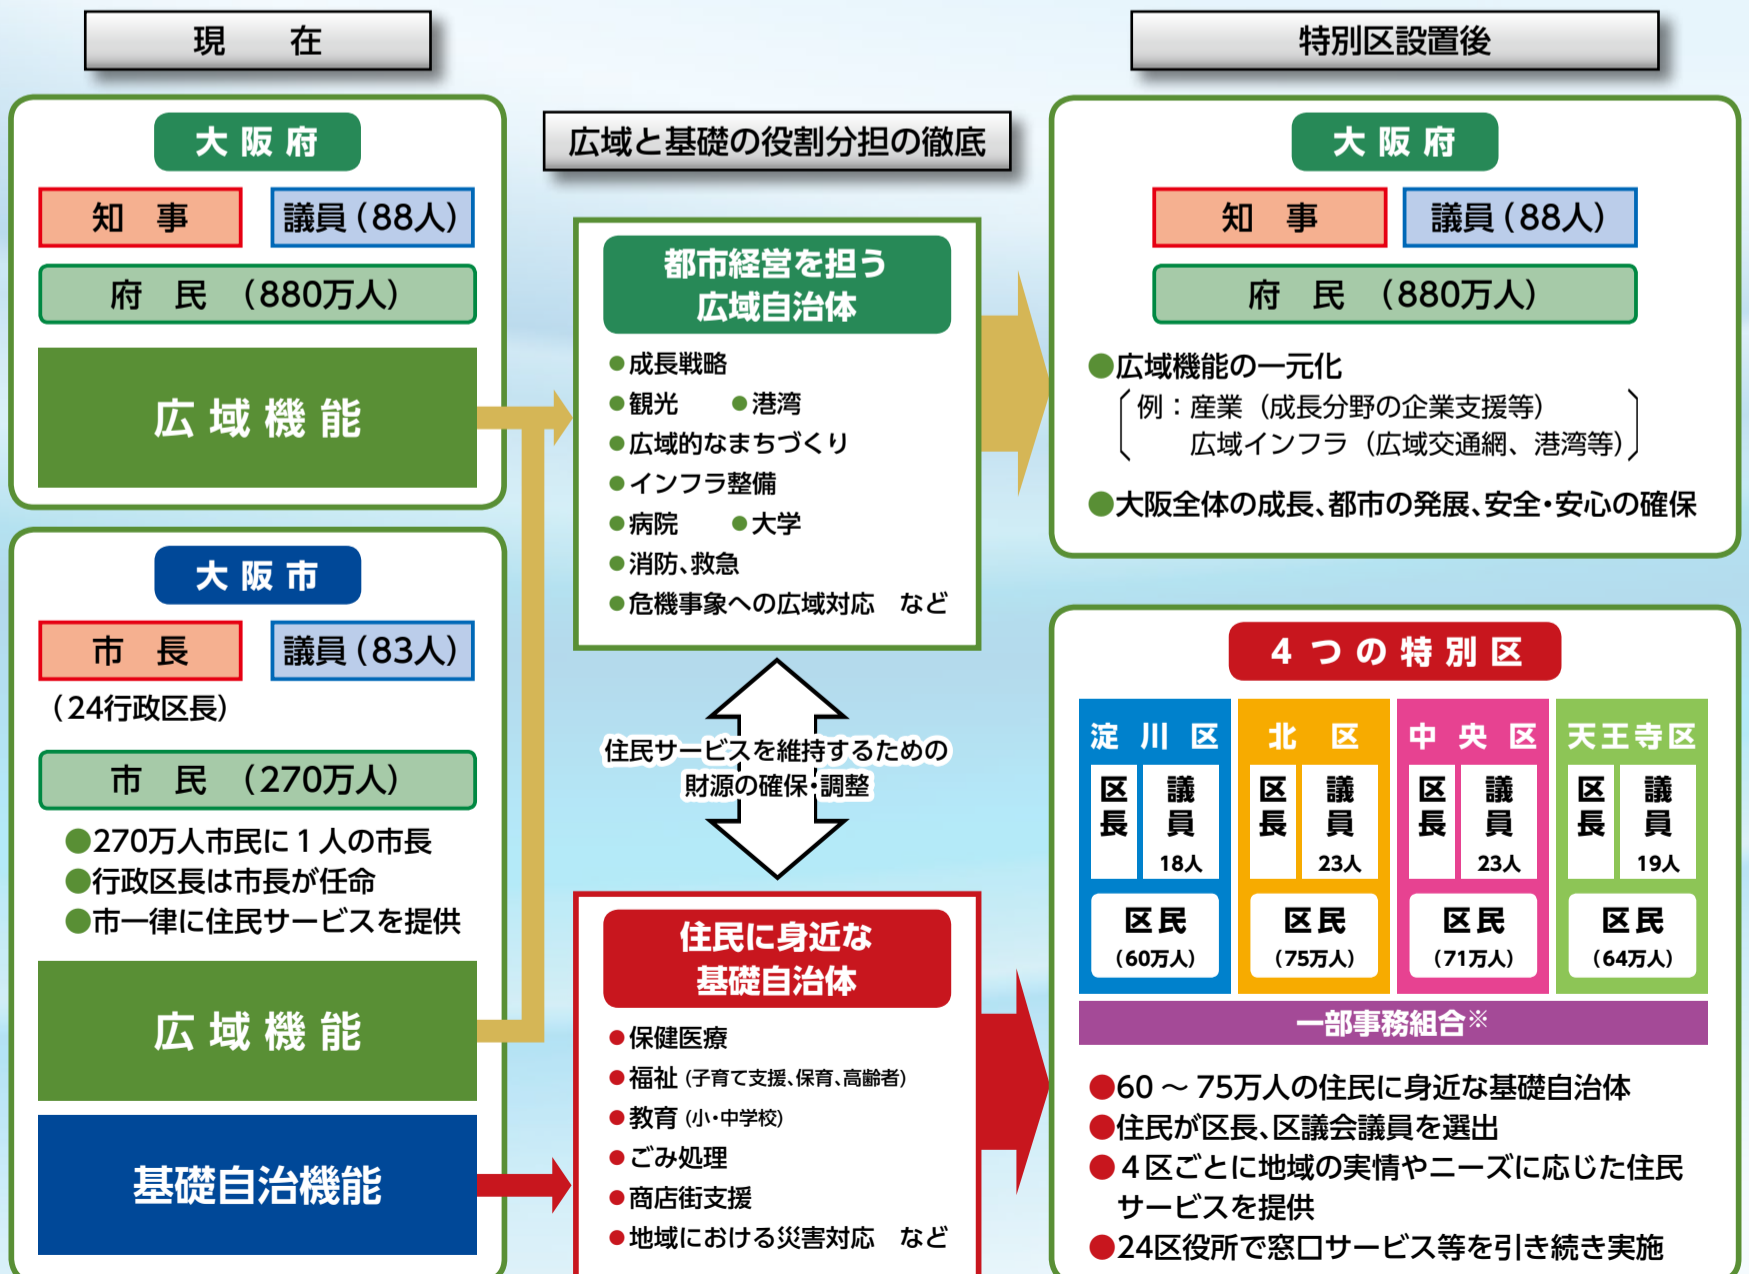 現 在
大阪府
知 事
議員（88人）
府 民 （880万人）
広域機能
大阪市
市 長
議員（83人）
（24行政区長）
市 民 （270万人）
●270万人市民に１人の市長
●行政区長は市長が任命
●市一律に住民サービスを提供
広域機能
基礎自治機能
広域と基礎の役割分担の徹底
都市経営を担う
広域自治体
●成長戦略
●観光 ●港湾
●広域的なまちづくり
●インフラ整備
●病院 ●大学
●消防、救急
●危機事象への広域対応 など
住民サービスを維持するための
財源の確保・調整
住民に身近な
基礎自治体
●保健医療
●福祉（子育て支援、保育、高齢者）
●教育（小・中学校）
●ごみ処理
●商店街支援
●地域における災害対応 など
特別区設置後
大阪府
知 事
議員（88人）
府 民 （880万人）
●広域機能の一元化
例：産業（成長分野の企業支援等）
広域インフラ（広域交通網、港湾等）
●大阪全体の成長、都市の発展、安全・安心の確保
４つの特別区
淀川区
区長
議員
18人
区民
（60万人）
北区
区長
議員
23人
区民
（75万人）
中央区
区長
議員
23人
区民
（71万人）
天王寺区
区長
議員
19人
区民
（64万人）
一部事務組合※
●60～75万人の住民に身近な基礎自治体
●住民が区長、区議会議員を選出
●４区ごとに地域の実情やニーズに応じた住民
サービスを提供
●24区役所で窓口サービス等を引き続き実施